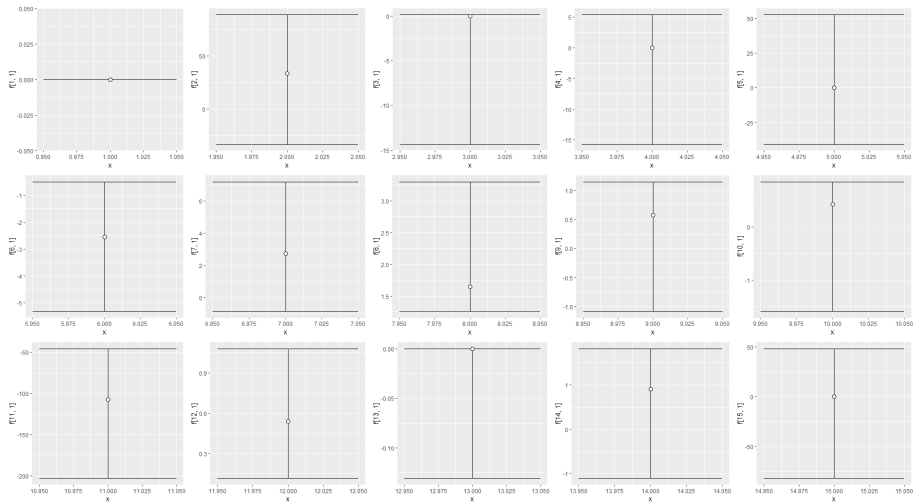 f[1, 1]
0.050
0.025
0.000
-0.025
-0.050
0.950 0.975 1.000 1.025 1.050
x
f[2, 1]
50
0
1.950 1.975 2.000 2.025 2.050
x
f[3, 1]
0
-5
-10
-15
2.950 2.975 3.000 3.025 3.050
x
f[4, 1]
5
0
-5
-10
-15
3.950 3.975 4.000 4.025 4.050
x
f[5, 1]
50
25
0
-25
4.950 4.975 5.000 5.025 5.050
x
f[6, 1]
-1
-2
-3
-4
-5
5.950 5.975 6.000 6.025 6.050
x
f[7, 1]
6
4
2
0
6.950 6.975 7.000 7.025 7.050
x
f[8, 1]
3.0
2.5
2.0
1.5
7.950 7.975 8.000 8.025 8.050
x
f[9, 1]
1.0
0.5
0.0
-0.5
-1.0
8.950 8.975 9.000 9.025 9.050
x
f[10, 1]
0
-1
9.950 9.975 10.000 10.025 10.050
x
f[11, 1]
-50
-100
-150
-200
10.950 10.975 11.000 11.025 11.050
x
f[12, 1]
0.9
0.6
0.3
11.950 11.975 12.000 12.025 12.050
x
f[13, 1]
0.00
-0.05
-0.10
12.950 12.975 13.000 13.025 13.050
x
f[14, 1]
1
0
-1
13.950 13.975 14.000 14.025 14.050
x
f[15, 1]
50
0
-50
14.950 14.975 15.000 15.025 15.050
x